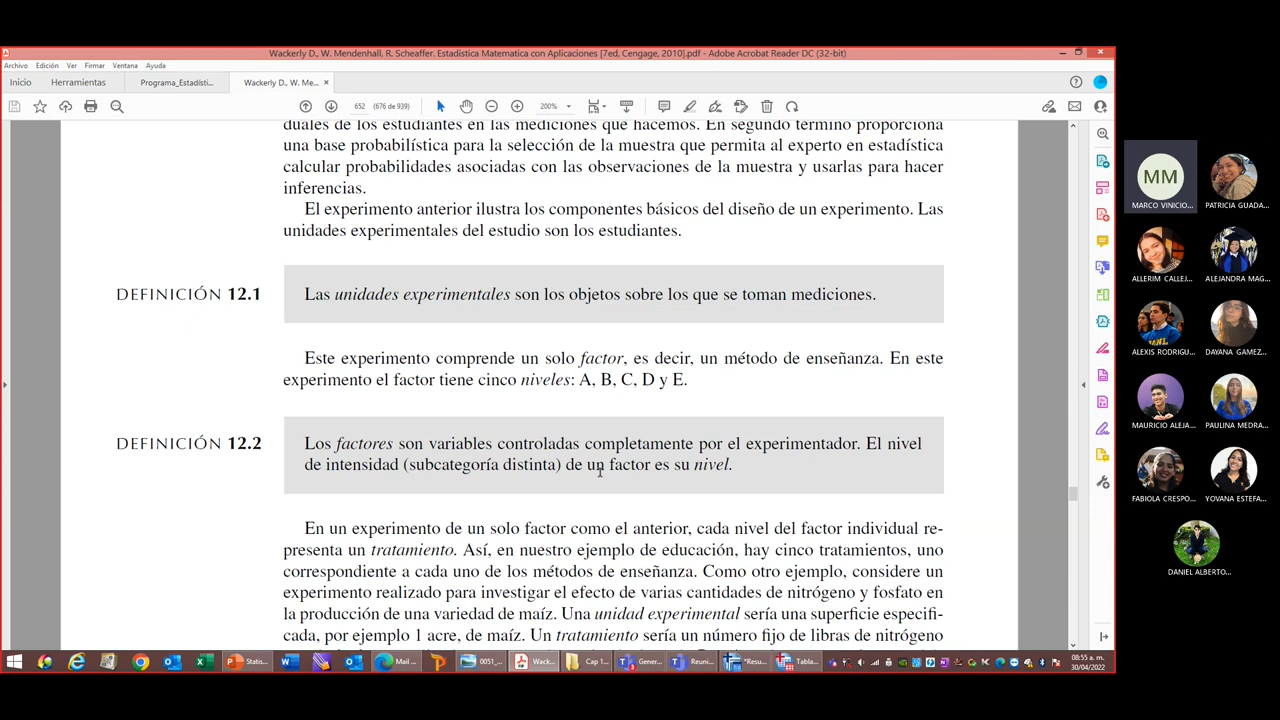 Wackerly D., W. Mendenhall, R. Scheaffer. Estadística Matematica con Aplicaciones [7ed, Cengage, 2010].pdf - Adobe Acrobat Reader DC (32-bit)
Archivo Edición Ver Firmar Ventana Ayuda
Inicio Herramientas Programa_Estadísti... Wackerly D., W. Me... ×
652 (676 de 939) 200%
duales de los estudiantes en las mediciones que hacemos. En segundo término proporciona
una base probabilística para la selección de la muestra que permita al experto en estadística
calcular probabilidades asociadas con las observaciones de la muestra y usarlas para hacer
inferencias.
El experimento anterior ilustra los componentes básicos del diseño de un experimento. Las
unidades experimentales del estudio son los estudiantes.
DEFINICIÓN 12.1
Las unidades experimentales son los objetos sobre los que se toman mediciones.
Este experimento comprende un solo factor, es decir, un método de enseñanza. En este
experimento el factor tiene cinco niveles: A, B, C, D y E.
DEFINICIÓN 12.2
Los factores son variables controladas completamente por el experimentador. El nivel
de intensidad (subcategoría distinta) de un factor es su nivel.
En un experimento de un solo factor como el anterior, cada nivel del factor individual re-
presenta un tratamiento. Así, en nuestro ejemplo de educación, hay cinco tratamientos, uno
correspondiente a cada uno de los métodos de enseñanza. Como otro ejemplo, considere un
experimento realizado para investigar el efecto de varias cantidades de nitrógeno y fosfato en
la producción de una variedad de maíz. Una unidad experimental sería una superficie especifi-
cada, por ejemplo 1 acre, de maíz. Un tratamiento sería un número fijo de libras de nitrógeno
MM
MARCO VINICIO... PATRICIA GUADA...
ALLERIM CALLEJ... ALEJANDRA MAG...
ALEXIS RODRIGU... DAYANA GAMEZ...
MAURICIO ALEJA... PAULINA MEDRA...
FABIOLA CRESPO... YOVANA ESTEFA...
DANIEL ALBERTO...
Statis... Mail ... 0051_... Wack... Cap 1... Gener... Reuni... *Resu... Tabla...
08:55 a. m.
30/04/2022